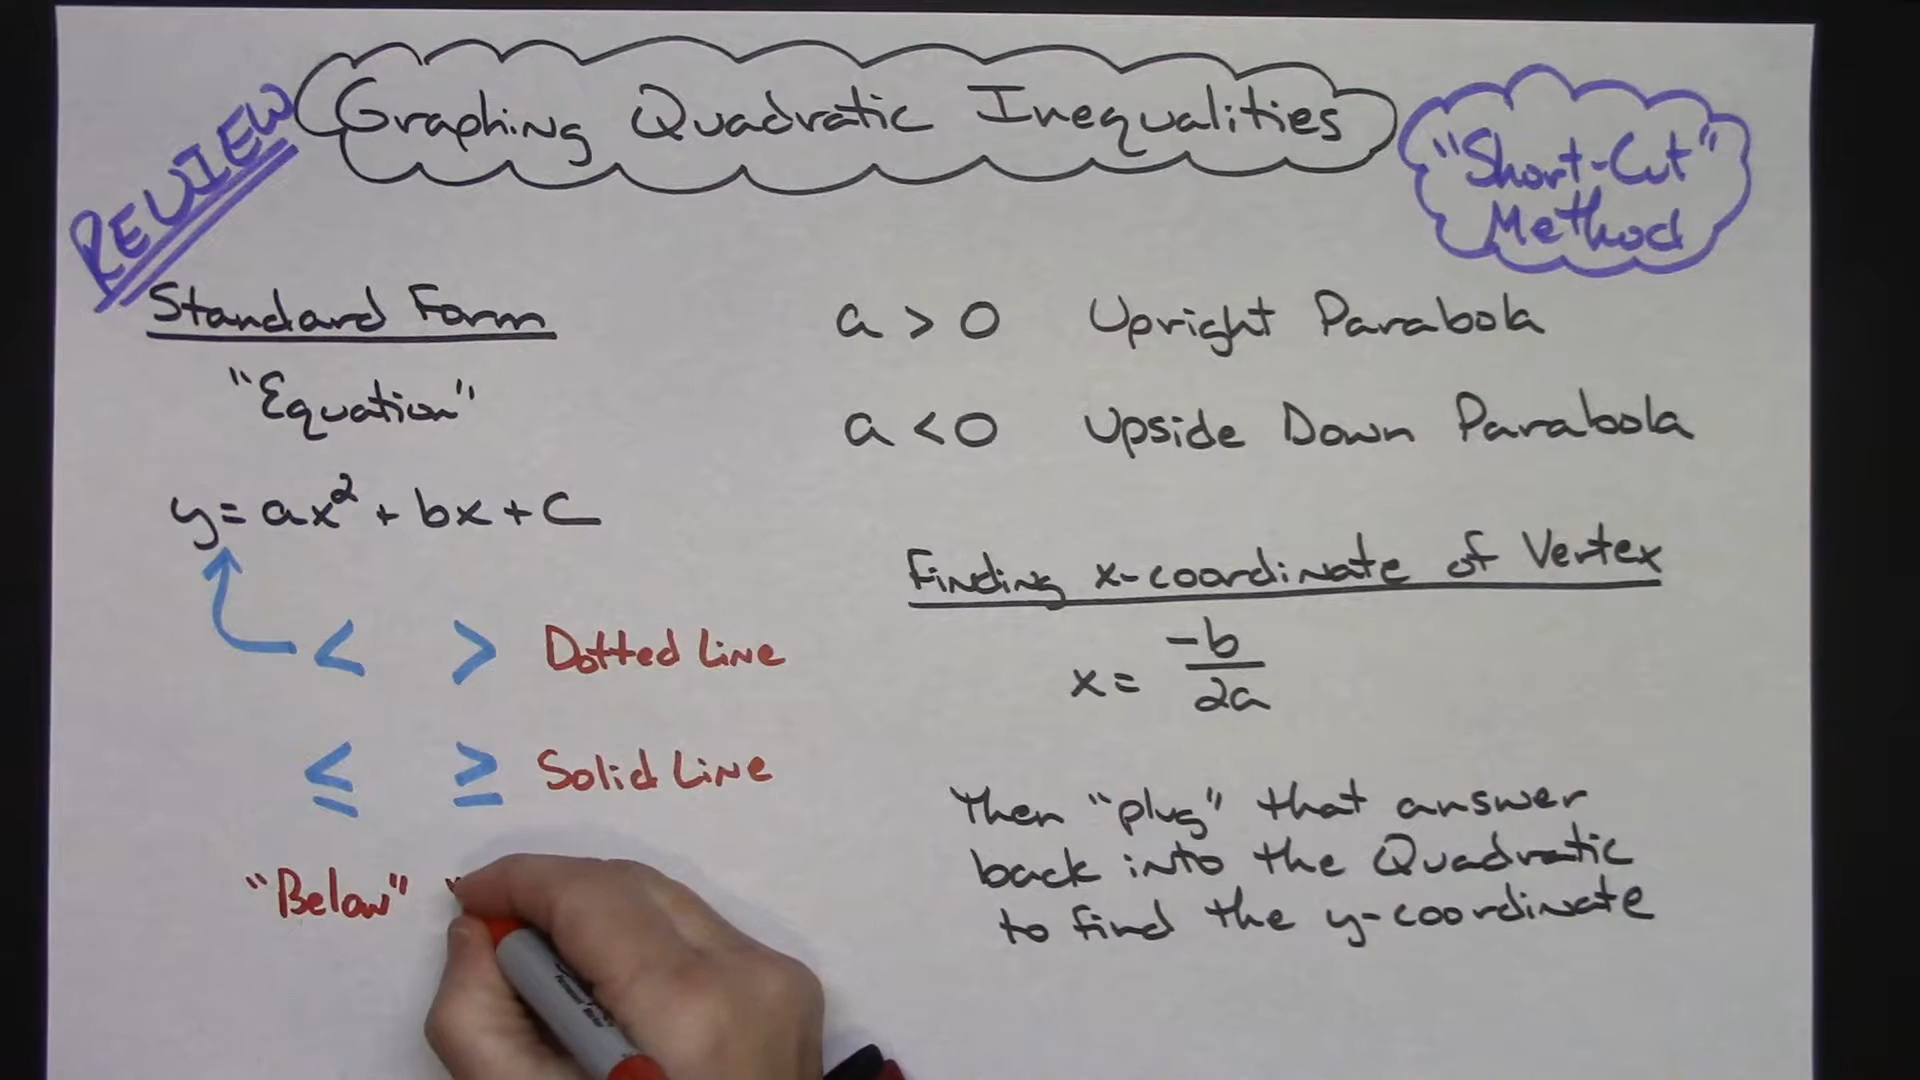 REVIEW
Graphing Quadratic Inequalities
"Short-Cut"
Method
Standard Form
"Equation"
y = ax² + bx + c
< > Dotted Line
≤ ≥ Solid Line
"Below" "
a > 0 Upright Parabola
a < 0 Upside Down Parabola
Finding x-coordinate of Vertex
x = -b/2a
Then "plug" that answer
back into the Quadratic
to find the y-coordinate